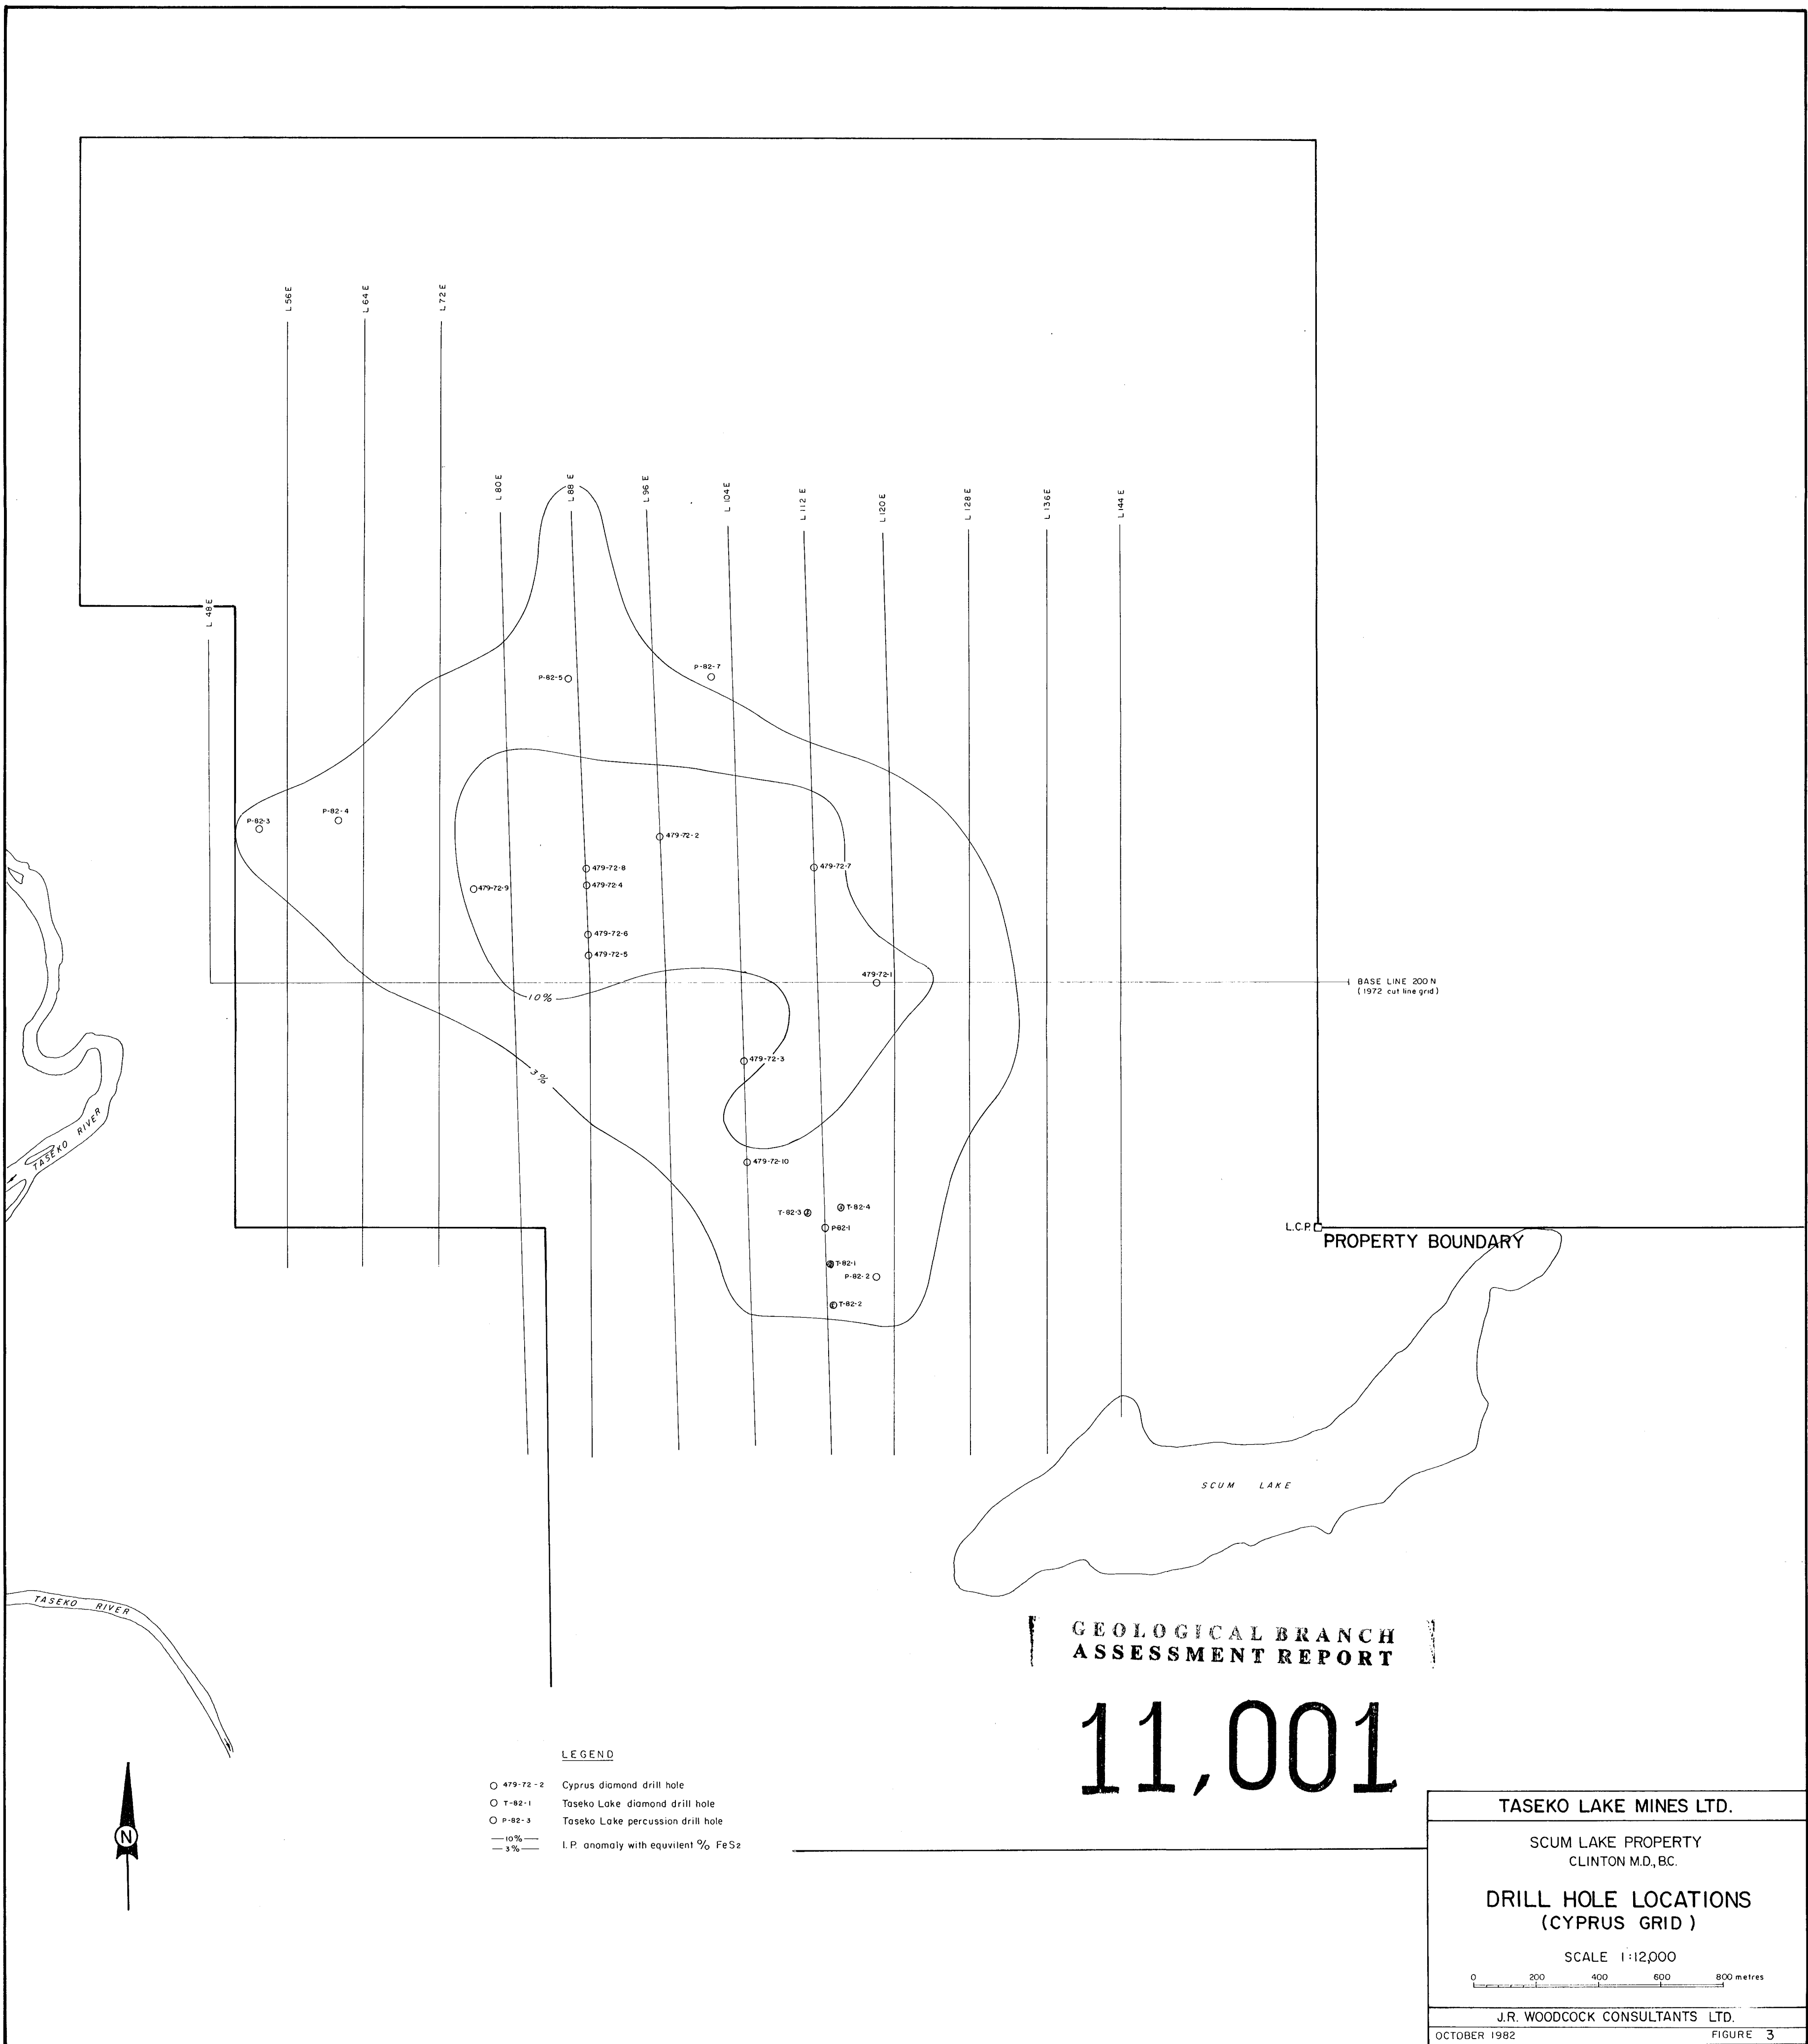 L 56 E
L 64 E
L 72 E
L 80 E
L 88 E
L 96 E
L 104 E
L 112 E
L 120 E
L 128 E
L 136 E
L 144 E
L 48 E
P-82-5
P-82-7
P-82-3
P-82-4
479-72-2
479-72-8
479-72-4
479-72-7
479-72-9
479-72-6
479-72-5
479-72-1
BASE LINE 200 N
(1972 cut line grid)
10%
479-72-3
3%
TASEKO RIVER
479-72-10
T-82-3
T-82-4
P-82-1
L.C.P.
PROPERTY BOUNDARY
T-82-1
P-82-2
T-82-2
SCUM LAKE
TASEKO RIVER
GEOLOGICAL BRANCH
ASSESSMENT REPORT
11,001
LEGEND
479-72-2 Cyprus diamond drill hole
T-82-1 Taseko Lake diamond drill hole
P-82-3 Taseko Lake percussion drill hole
10%
3% I.P. anomaly with equvilent % FeS2
N
TASEKO LAKE MINES LTD.
SCUM LAKE PROPERTY
CLINTON M.D., B.C.
DRILL HOLE LOCATIONS
(CYPRUS GRID)
SCALE 1:12,000
0 200 400 600 800 metres
J.R. WOODCOCK CONSULTANTS LTD.
OCTOBER 1982 FIGURE 3